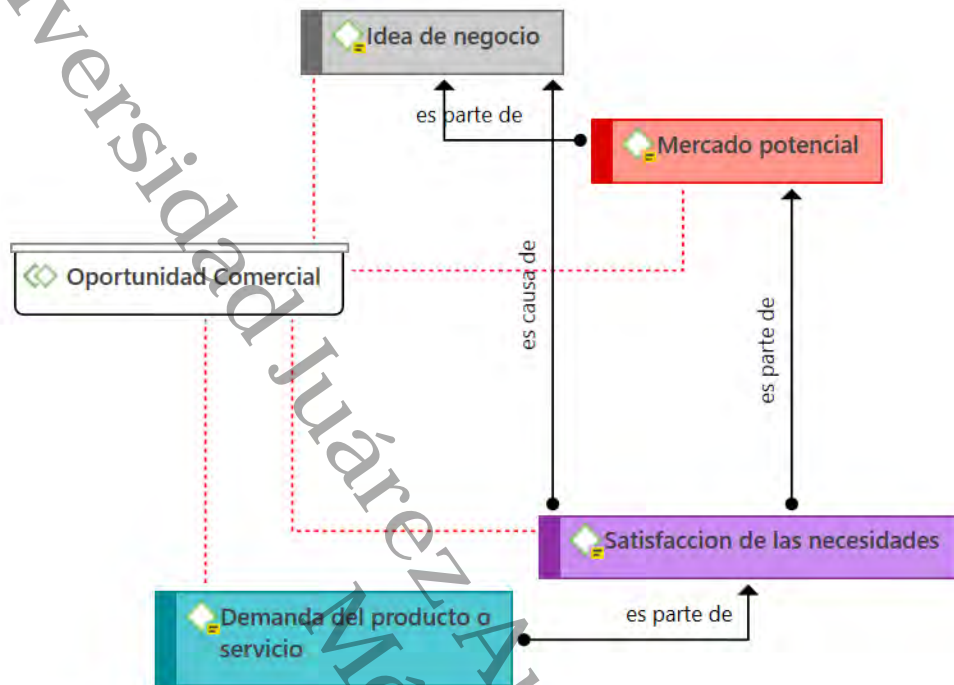 Idea de negocio
es parte de
Mercado potencial
Oportunidad Comercial
es causa de
es parte de
Satisfaccion de las necesidades
Demanda del producto o
servicio
es parte de
Juárez